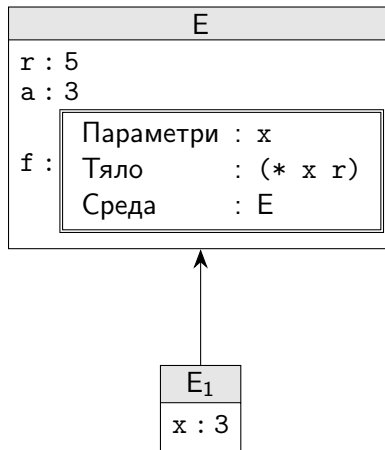 E
r : 5
a : 3
f :
Параметри : x
Тяло : (* x r)
Среда : E
E₁
x : 3